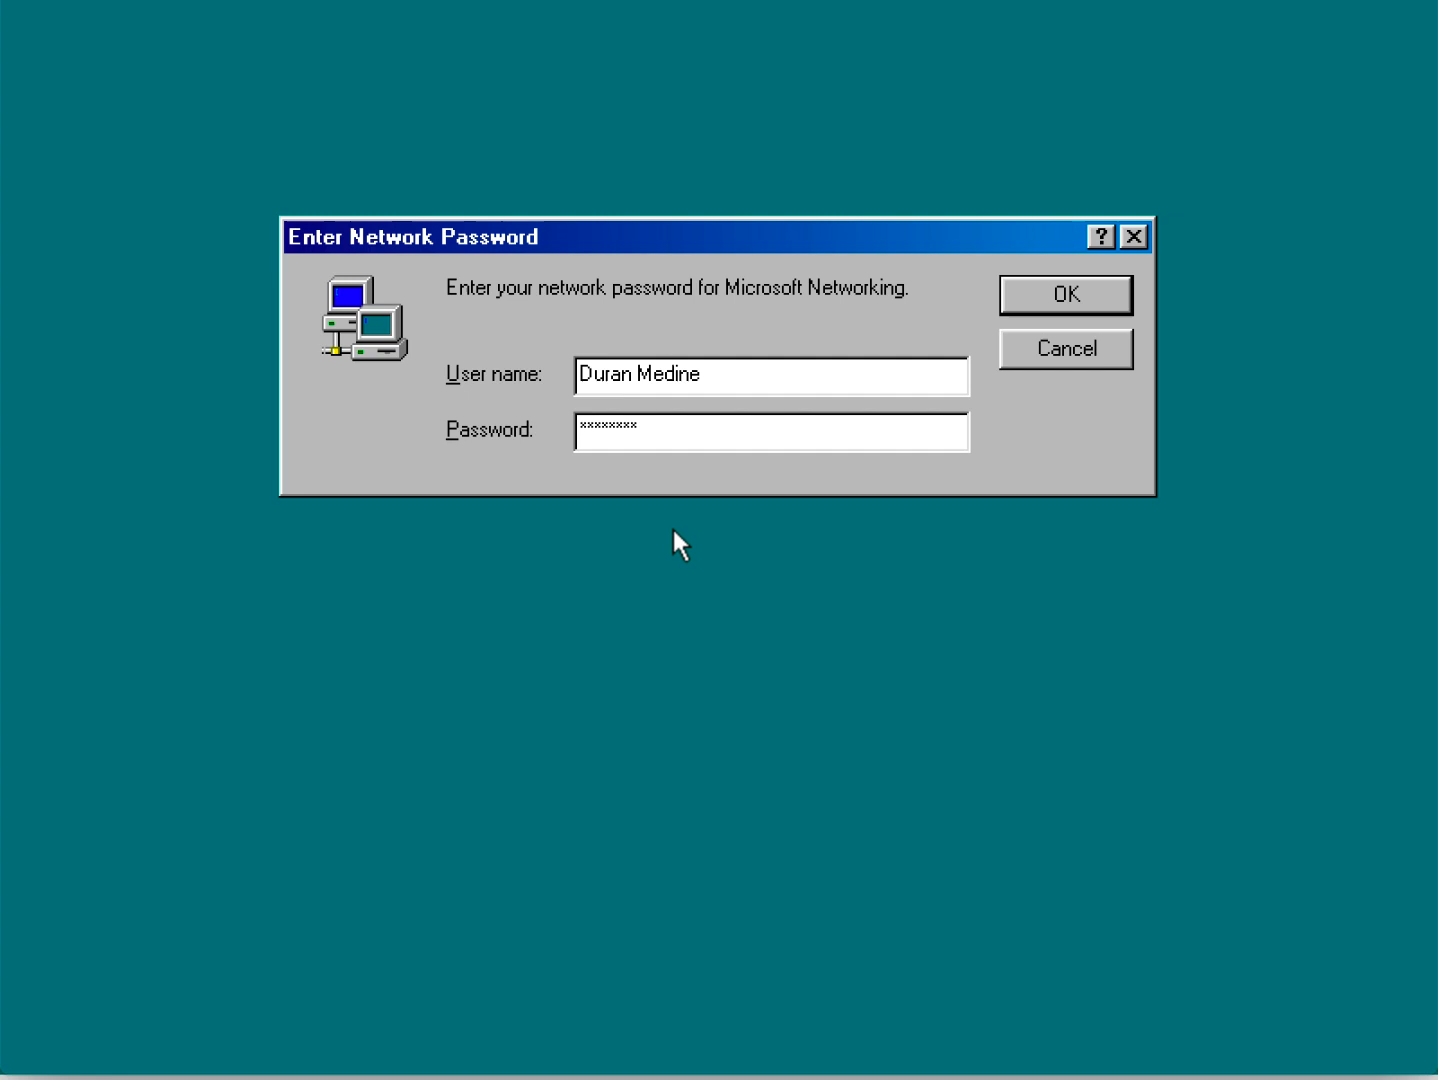 Enter Network Password
Enter your network password for Microsoft Networking.
OK
Cancel
User name: Duran Medine
Password: ********